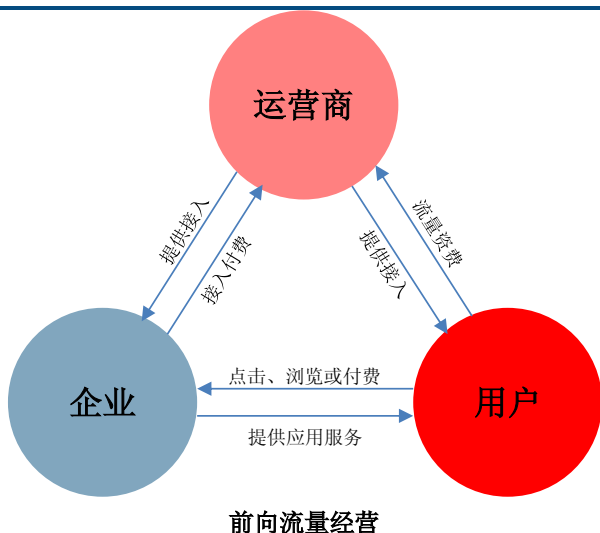 运营商
提供接入
接入付费
提供接入
流量资费
企业
点击、浏览或付费
提供应用服务
用户
前向流量经营